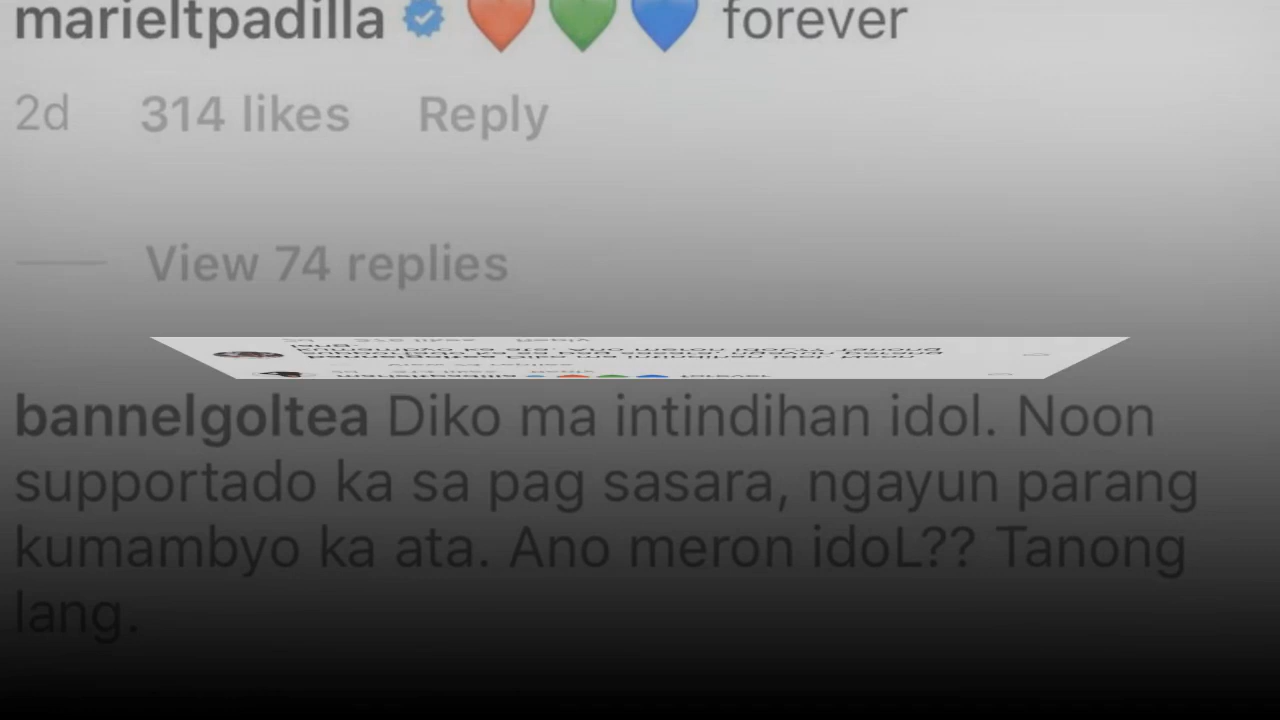 marieltpadilla ❤️💚💙 forever
2d 314 likes Reply
View 74 replies
bannelgoltea Diko ma intindihan idol. Noon
supportado ka sa pag sasara, ngayun parang
kumambyo ka ata. Ano meron idoL?? Tanong
lang.